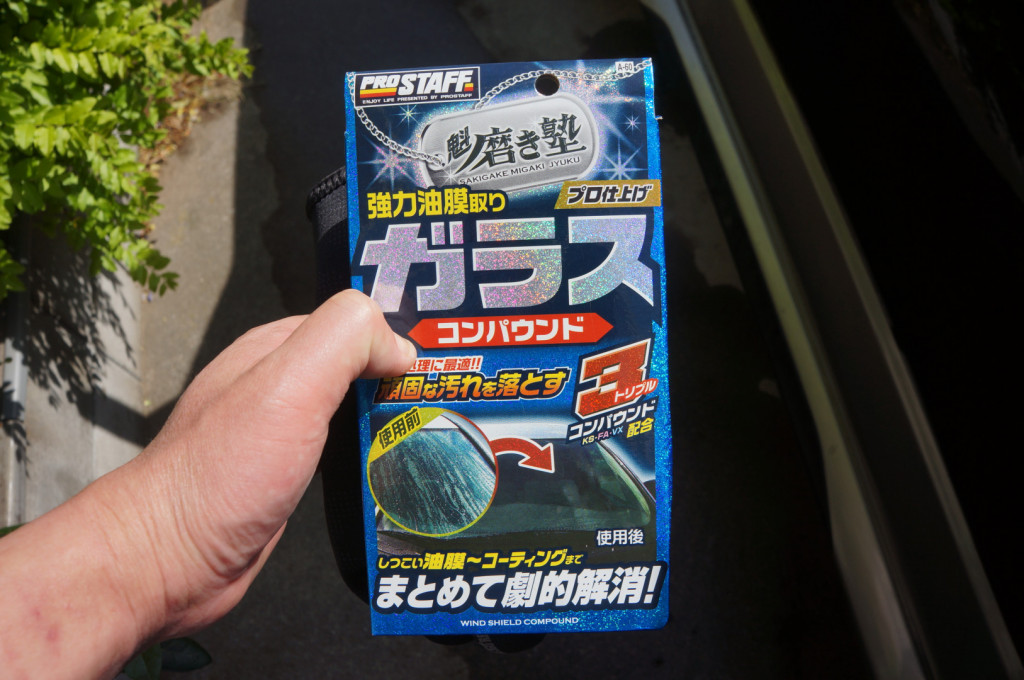 A-60
PROSTAFF
ENJOY LIFE PRESENTED BY PROSTAFF
魁!磨き塾
SAKIGAKE MIGAKI JYUKU
強力油膜取り
プロ仕上げ
ガラス
コンパウンド
処理に最適!!
頑固な汚れを落とす
3
トリプル
コンパウンド
KS・FA・VX 配合
使用前
使用後
しつこい油膜〜コーティングまで
まとめて劇的解消!
WIND SHIELD COMPOUND